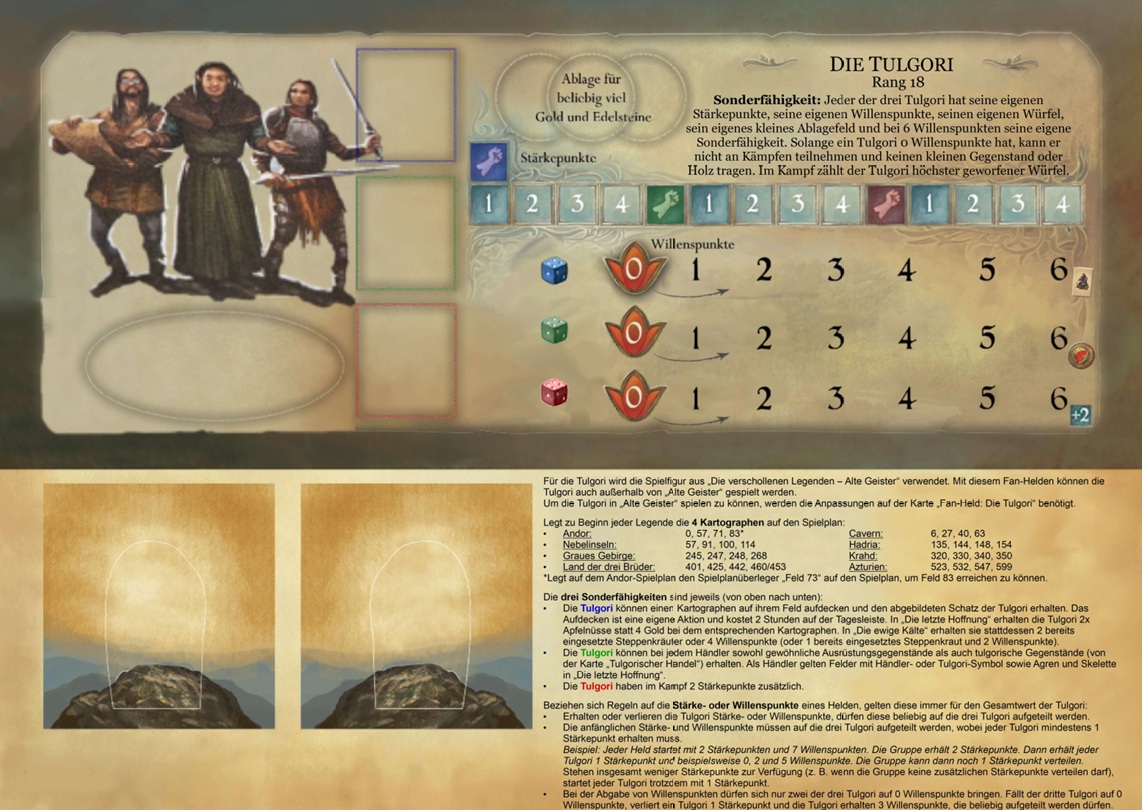 DIE TULGORI
Rang 18
Sonderfähigkeit: Jeder der drei Tulgori hat seine eigenen
Stärkepunkte, seine eigenen Willenspunkte, seinen eigenen Würfel,
sein eigenes kleines Ablagefeld und bei 6 Willenspunkten seine eigene
Sonderfähigkeit. Solange ein Tulgori 0 Willenspunkte hat, kann er
nicht an Kämpfen teilnehmen und keinen kleinen Gegenstand oder
Holz tragen. Im Kampf zählt der Tulgori höchster geworfener Würfel.
Ablage für
beliebig viel
Gold und Edelsteine
Stärkepunkte
1 2 3 4 1 2 3 4 1 2 3 4
Willenspunkte
0 1 2 3 4 5 6
0 1 2 3 4 5 6
0 1 2 3 4 5 6
+2
Für die Tulgori wird die Spielfigur aus „Die verschollenen Legenden – Alte Geister“ verwendet. Mit diesem Fan-Helden können die
Tulgori auch außerhalb von „Alte Geister“ gespielt werden.
Um die Tulgori in „Alte Geister“ spielen zu können, werden die Anpassungen auf der Karte „Fan-Held: Die Tulgori“ benötigt.
Legt zu Beginn jeder Legende die 4 Kartographen auf den Spielplan:
• Andor: 0, 57, 71, 83* Cavern: 6, 27, 40, 63
• Nebelinseln: 57, 91, 100, 114 Hadria: 135, 144, 148, 154
• Graues Gebirge: 245, 247, 248, 268 Krahd: 320, 330, 340, 350
• Land der drei Brüder: 401, 425, 442, 460/453 Azturien: 523, 532, 547, 599
*Legt auf dem Andor-Spielplan den Spielplanüberleger „Feld 73“ auf den Spielplan, um Feld 83 erreichen zu können.
Die drei Sonderfähigkeiten sind jeweils (von oben nach unten):
• Die Tulgori können einen Kartographen auf ihrem Feld aufdecken und den abgebildeten Schatz der Tulgori erhalten. Das
Aufdecken ist eine eigene Aktion und kostet 2 Stunden auf der Tagesleiste. In „Die letzte Hoffnung“ erhalten die Tulgori 2x
Apfelnüsse statt 4 Gold bei dem entsprechenden Kartographen. In „Die ewige Kälte“ erhalten sie stattdessen 2 bereits
eingesetzte Steppenkräuter oder 4 Willenspunkte (oder 1 bereits eingesetztes Steppenkraut und 2 Willenspunkte).
• Die Tulgori können bei jedem Händler sowohl gewöhnliche Ausrüstungsgegenstände als auch tulgorische Gegenstände (von
der Karte „Tulgorischer Handel“) erhalten. Als Händler gelten Felder mit Händler- oder Tulgori-Symbol sowie Agren und Skelette
in „Die letzte Hoffnung“.
• Die Tulgori haben im Kampf 2 Stärkepunkte zusätzlich.
Beziehen sich Regeln auf die Stärke- oder Willenspunkte eines Helden, gelten diese immer für den Gesamtwert der Tulgori:
• Erhalten oder verlieren die Tulgori Stärke- oder Willenspunkte, dürfen diese beliebig auf die drei Tulgori aufgeteilt werden.
• Die anfänglichen Stärke- und Willenspunkte müssen auf die drei Tulgori aufgeteilt werden, wobei jeder Tulgori mindestens 1
Stärkepunkt erhalten muss.
Beispiel: Jeder Held startet mit 2 Stärkepunkten und 7 Willenspunkten. Die Gruppe erhält 2 Stärkepunkte. Dann erhält jeder
Tulgori 1 Stärkepunkt und beispielsweise 0, 2 und 5 Willenspunkte. Die Gruppe kann dann noch 1 Stärkepunkt verteilen.
Stehen insgesamt weniger Stärkepunkte zur Verfügung (z. B. wenn die Gruppe keine zusätzlichen Stärkepunkte verteilen darf),
startet jeder Tulgori trotzdem mit 1 Stärkepunkt.
• Bei der Abgabe von Willenspunkten dürfen sich nur zwei der drei Tulgori auf 0 Willenspunkte bringen. Fällt der dritte Tulgori auf 0
Willenspunkte, verliert ein Tulgori 1 Stärkepunkt und die Tulgori erhalten 3 Willenspunkte, die beliebig aufgeteilt werden dürfen.